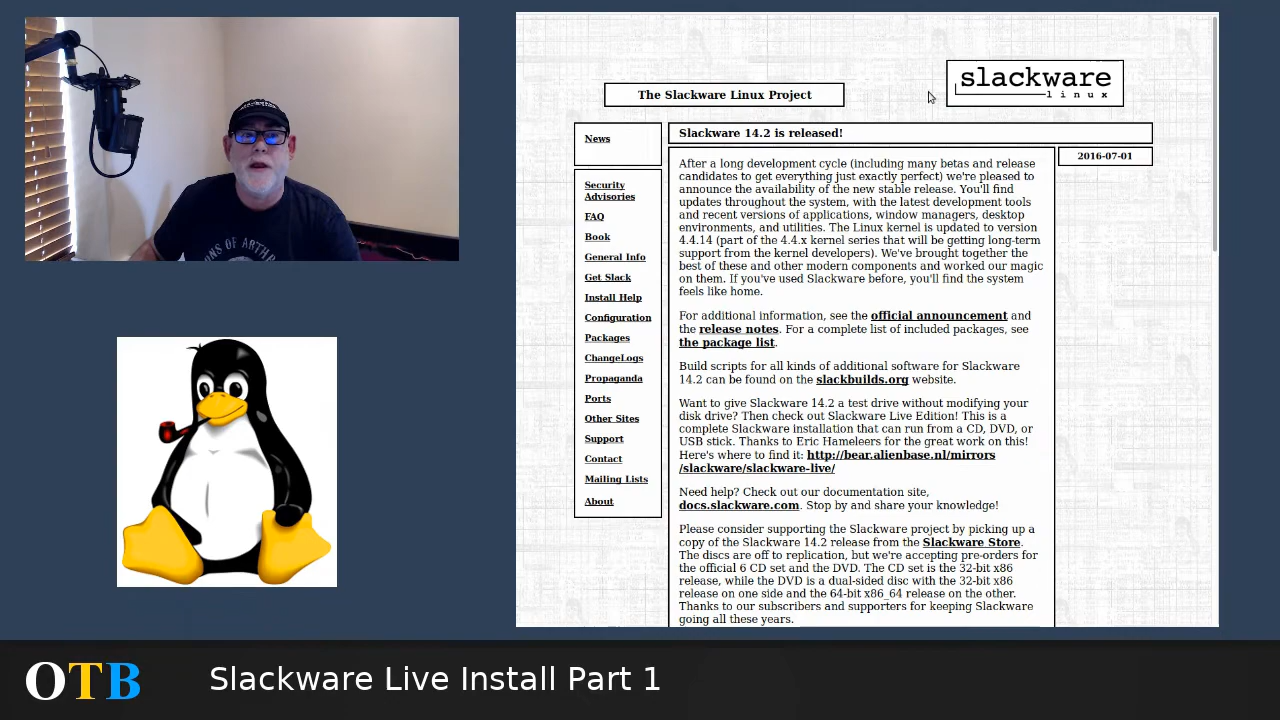 The Slackware Linux Project
slackware
linux
News
Security
Advisories
FAQ
Book
General Info
Get Slack
Install Help
Configuration
Packages
ChangeLogs
Propaganda
Ports
Other Sites
Support
Contact
Mailing Lists
About
Slackware 14.2 is released!
2016-07-01
After a long development cycle (including many betas and release
candidates to get everything just exactly perfect) we're pleased to
announce the availability of the new stable release. You'll find
updates throughout the system, with the latest development tools
and recent versions of applications, window managers, desktop
environments, and utilities. The Linux kernel is updated to version
4.4.14 (part of the 4.4.x kernel series that will be getting long-term
support from the kernel developers). We've brought together the
best of these and other modern components and worked our magic
on them. If you've used Slackware before, you'll find the system
feels like home.
For additional information, see the official announcement and
the release notes. For a complete list of included packages, see
the package list.
Build scripts for all kinds of additional software for Slackware
14.2 can be found on the slackbuilds.org website.
Want to give Slackware 14.2 a test drive without modifying your
disk drive? Then check out Slackware Live Edition! This is a
complete Slackware installation that can run from a CD, DVD, or
USB stick. Thanks to Eric Hameleers for the great work on this!
Here's where to find it: http://bear.alienbase.nl/mirrors
/slackware/slackware-live/
Need help? Check out our documentation site,
docs.slackware.com. Stop by and share your knowledge!
Please consider supporting the Slackware project by picking up a
copy of the Slackware 14.2 release from the Slackware Store.
The discs are off to replication, but we're accepting pre-orders for
the official 6 CD set and the DVD. The CD set is the 32-bit x86
release, while the DVD is a dual-sided disc with the 32-bit x86
release on one side and the 64-bit x86_64 release on the other.
Thanks to our subscribers and supporters for keeping Slackware
going all these years.
OTB
Slackware Live Install Part 1